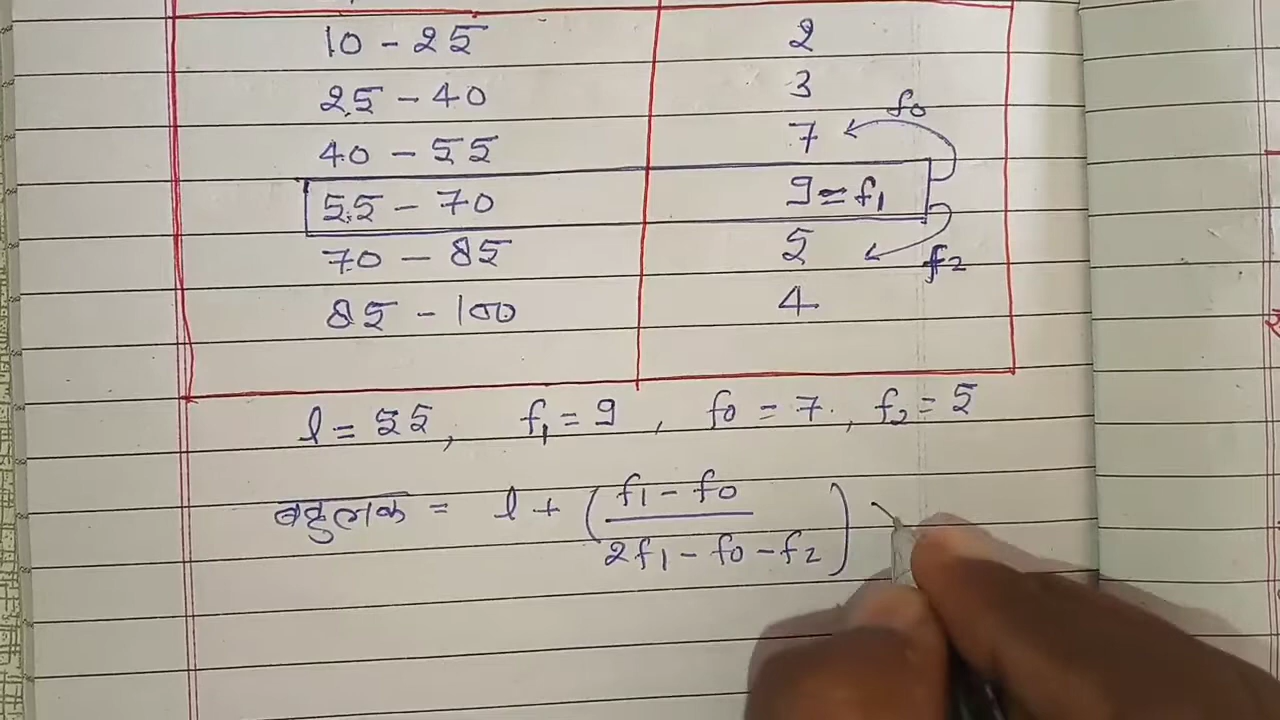 10 - 25 2
25 - 40 3
f0
40 - 55 7
55 - 70 9 = f1
70 - 85 5
f2
85 - 100 4
l = 55, f1 = 9, f0 = 7, f2 = 5
बहुलक = l + (f1 - f0 / 2f1 - f0 - f2)